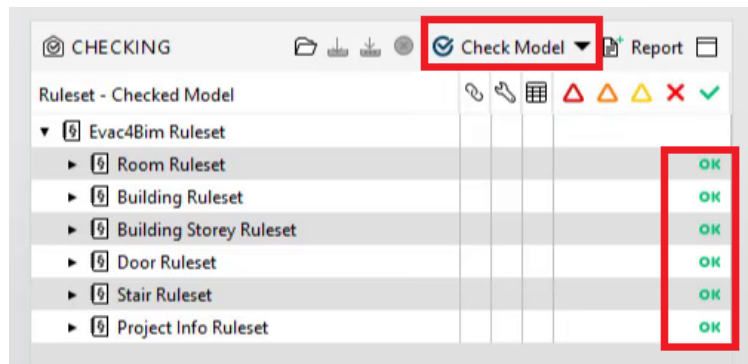 CHECKING Check Model Report
Ruleset - Checked Model
Evac4Bim Ruleset
Room Ruleset OK
Building Ruleset OK
Building Storey Ruleset OK
Door Ruleset OK
Stair Ruleset OK
Project Info Ruleset OK